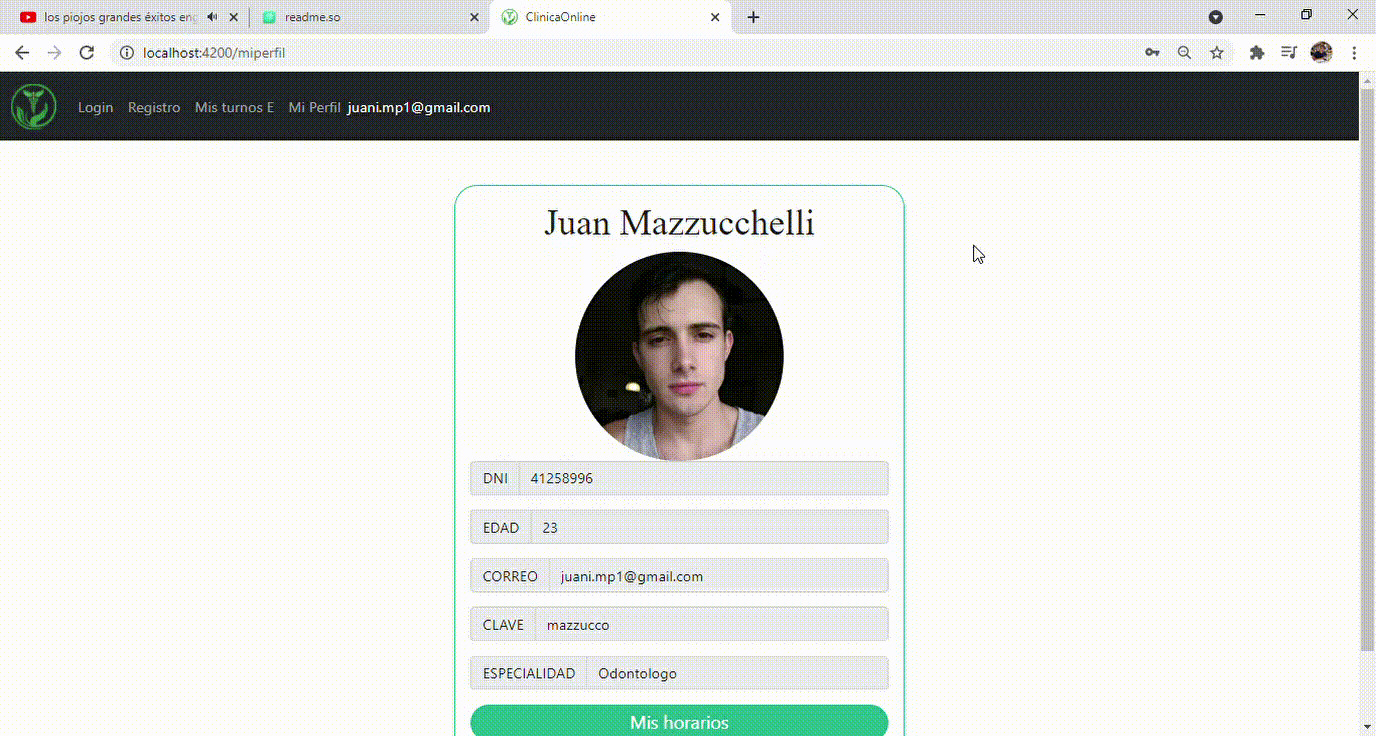 los piojos grandes éxitos eng
readme.so
ClinicaOnline
localhost:4200/miperfil
Login Registro Mis turnos E Mi Perfil juani.mp1@gmail.com
Juan Mazzucchelli
DNI 41258996
EDAD 23
CORREO juani.mp1@gmail.com
CLAVE mazzucco
ESPECIALIDAD Odontologo
Mis horarios